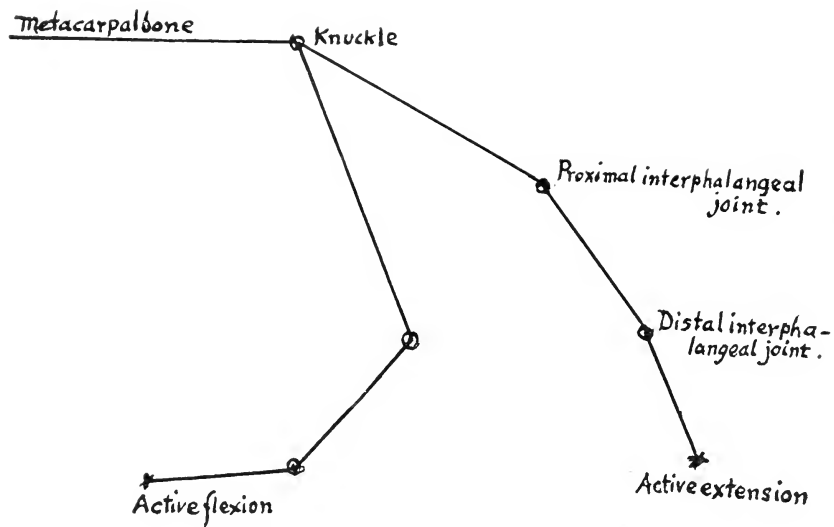 Metacarpalbone
Knuckle
Proximal interphalangeal
joint.
Distal interpha-
langeal joint.
Active flexion
Active extension